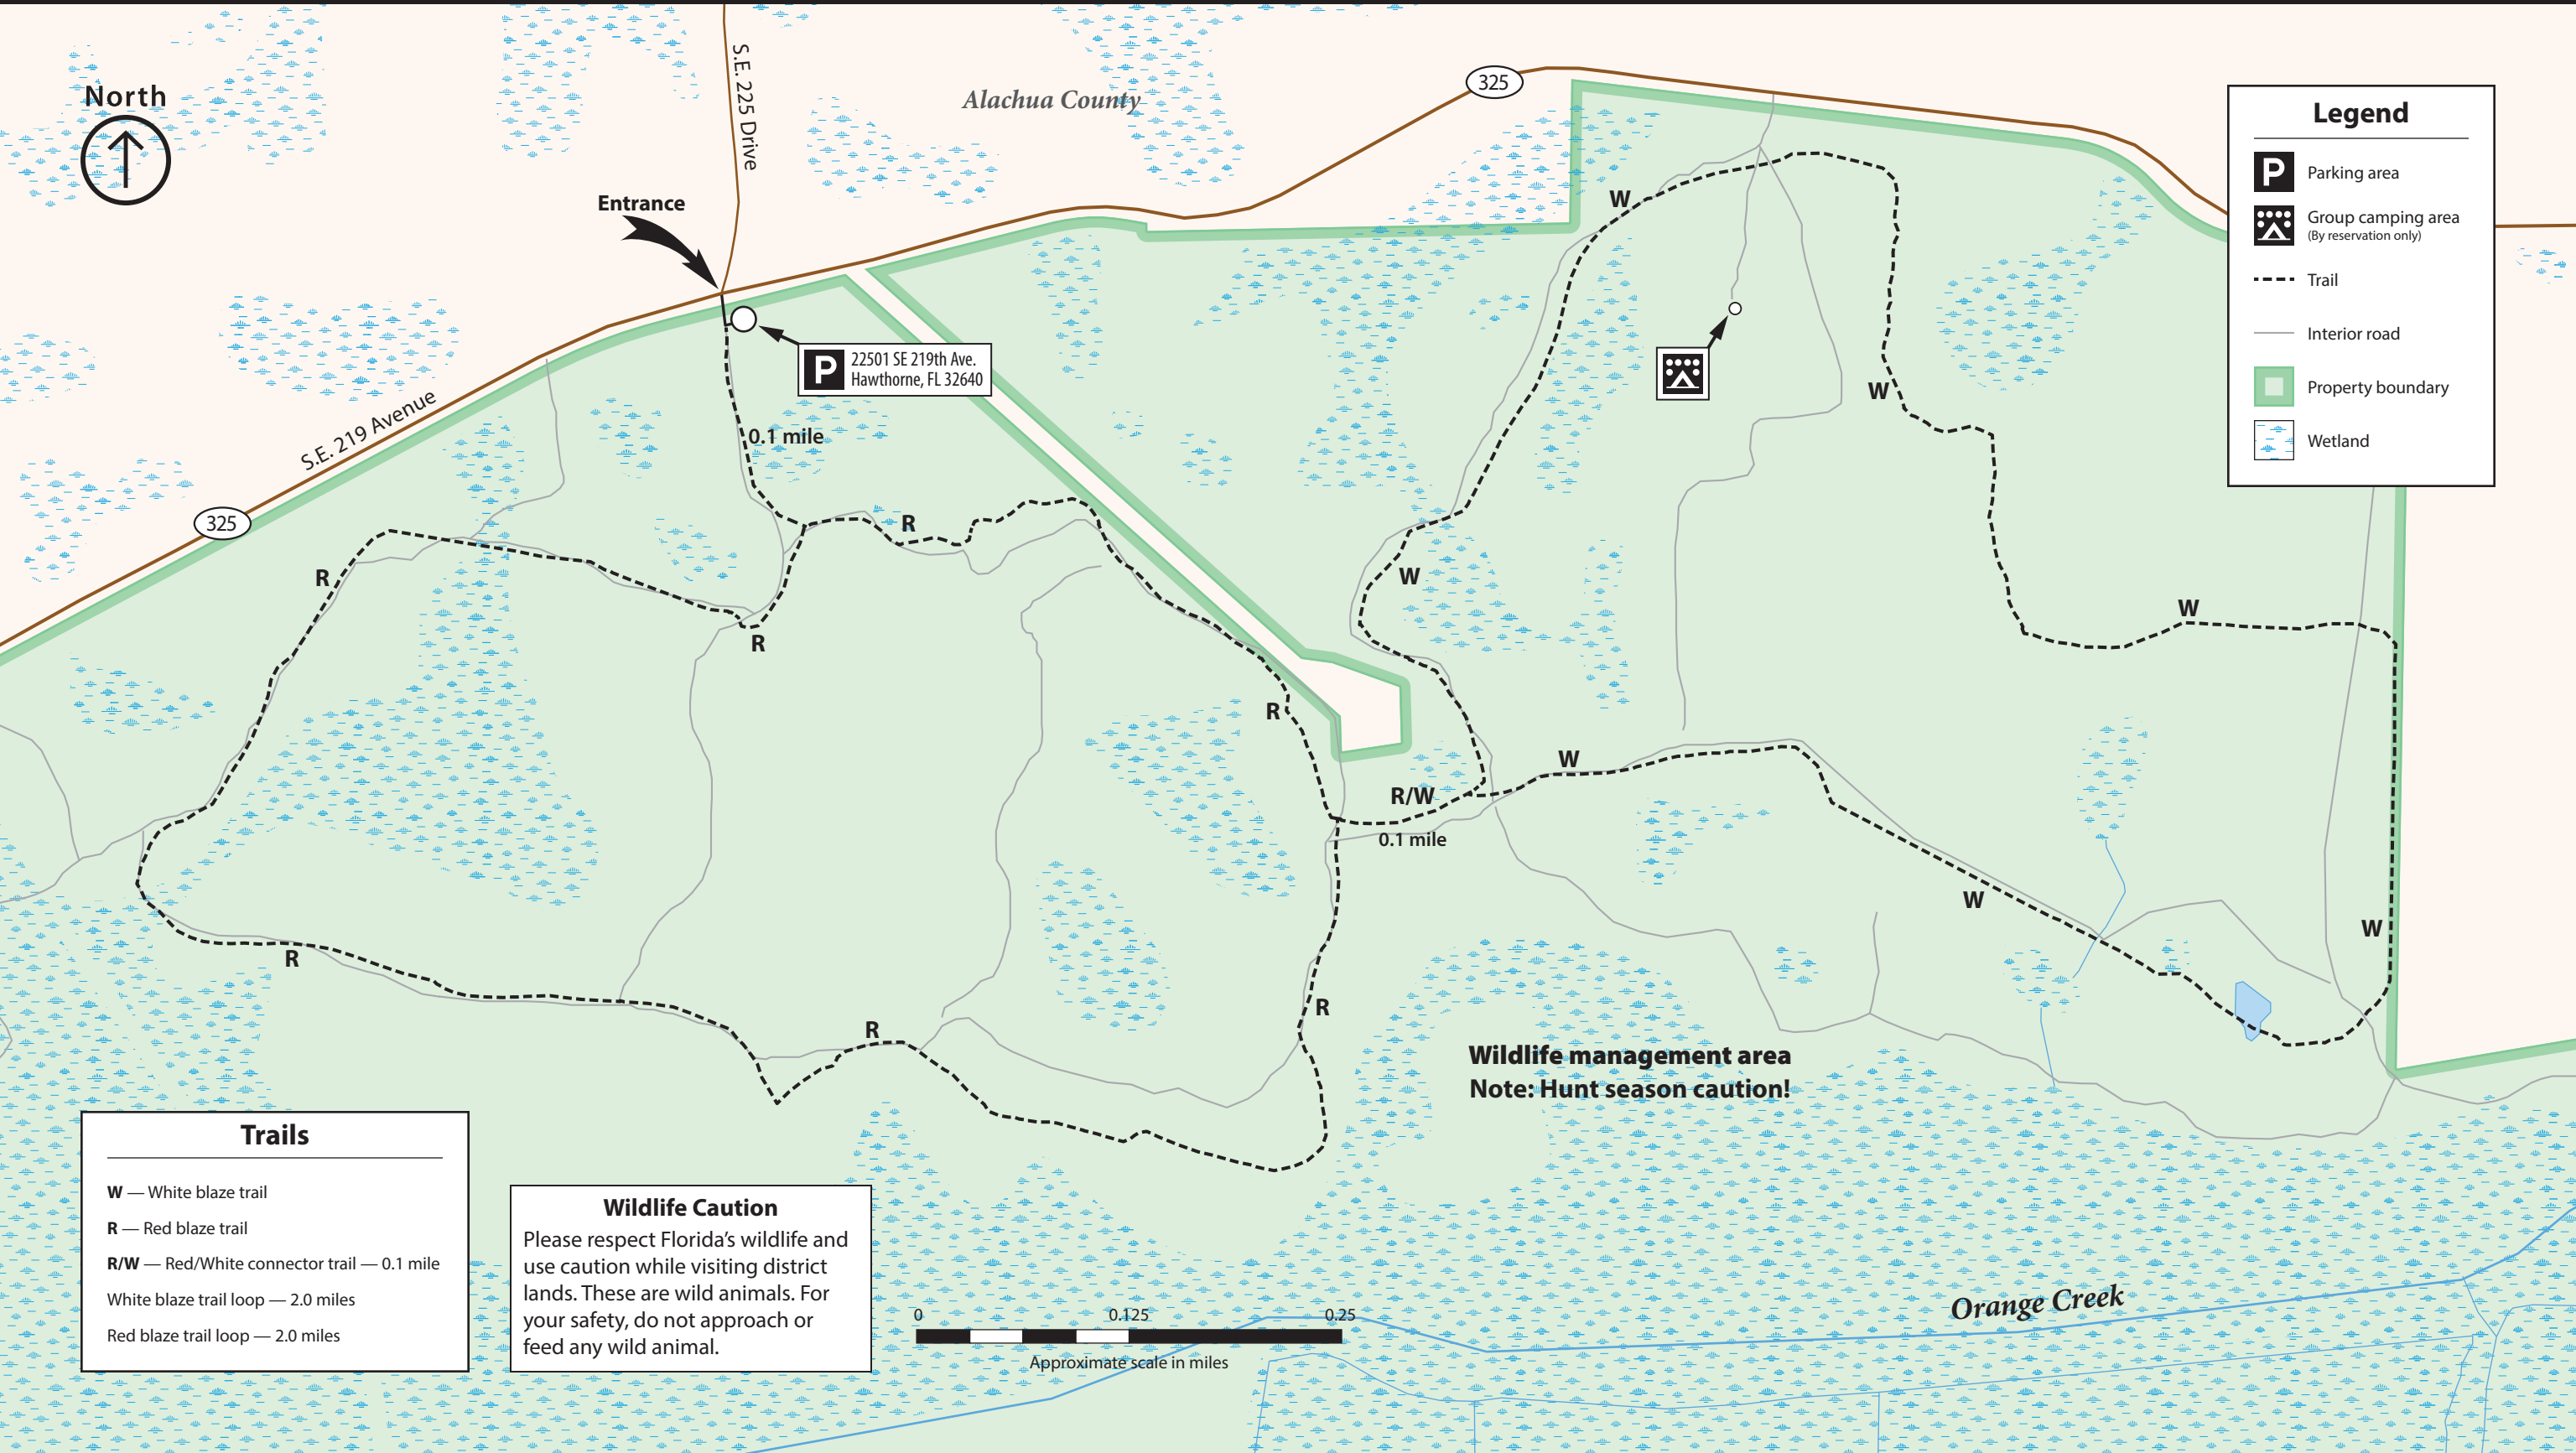 North
S.E. 225 Drive
Alachua County
325
Entrance
P
22501 SE 219th Ave.
Hawthorne, FL 32640
0.1 mile
S.E. 219 Avenue
325
W
W
W
W
W
W
W
R
R
R
R
R
R
R
R/W
0.1 mile
Wildlife management area
Note: Hunt season caution!
Orange Creek
Legend
P
Parking area
Group camping area
(By reservation only)
Trail
Interior road
Property boundary
Wetland
Trails
W — White blaze trail
R — Red blaze trail
R/W — Red/White connector trail — 0.1 mile
White blaze trail loop — 2.0 miles
Red blaze trail loop — 2.0 miles
Wildlife Caution
Please respect Florida’s wildlife and
use caution while visiting district
lands. These are wild animals. For
your safety, do not approach or
feed any wild animal.
0 0.125 0.25
Approximate scale in miles